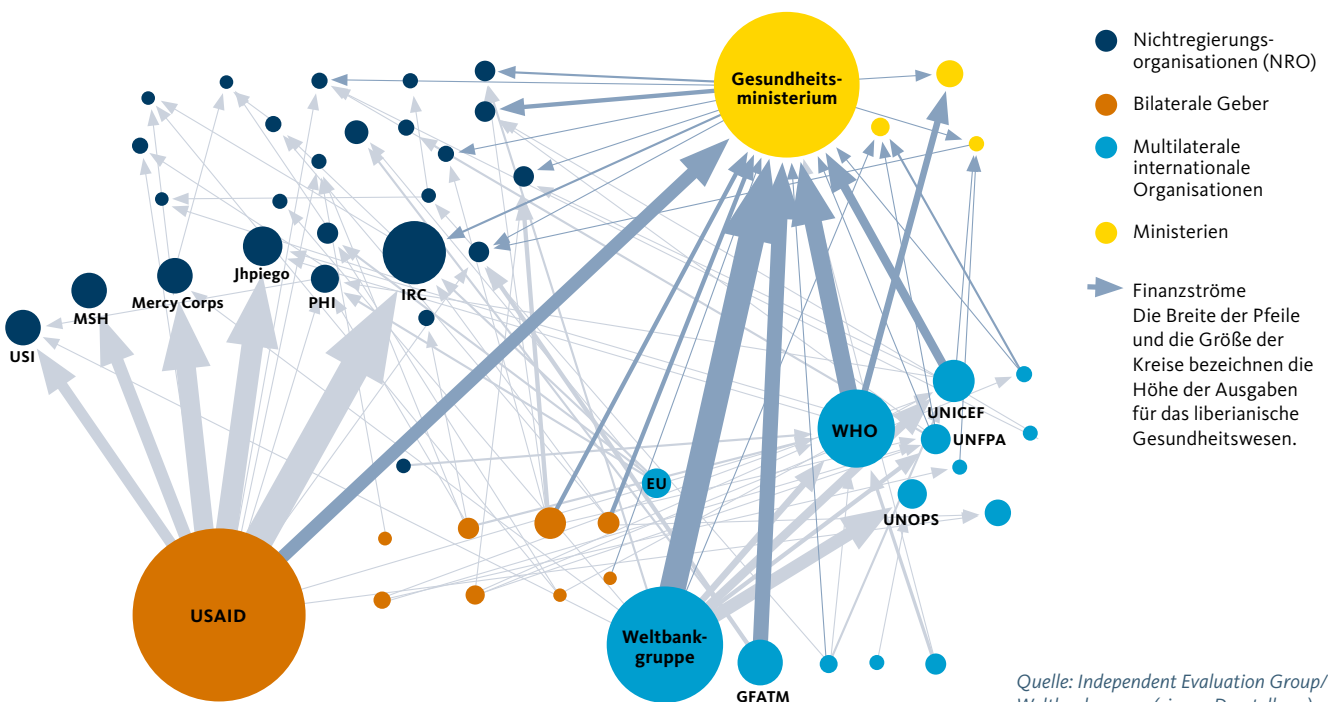 Gesundheits-
ministerium
Jhpiego
Mercy Corps
PHI
IRC
MSH
USI
UNICEF
WHO
UNFPA
EU
UNOPS
USAID
Weltbank-
gruppe
GFATM
Nichtregierungs-
organisationen (NRO)
Bilaterale Geber
Multilaterale
internationale
Organisationen
Ministerien
Finanzströme
Die Breite der Pfeile
und die Größe der
Kreise bezeichnen die
Höhe der Ausgaben
für das liberianische
Gesundheitswesen.
Quelle: Independent Evaluation Group/